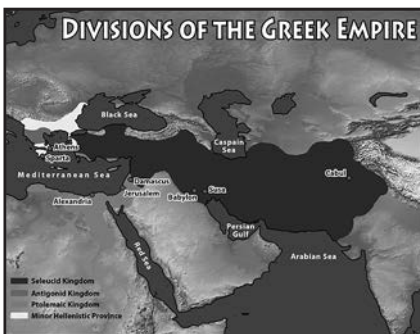 DIVISIONS OF THE GREEK EMPIRE
Black Sea
Caspain
Sea
Athens
Sparta
Mediterranean Sea
Damascus
Jerusalem
Babylon
Susa
Cabul
Alexandria
Persian
Gulf
Red Sea
Arabian Sea
Seleucid Kingdom
Antigonid Kingdom
Ptolemaic Kingdom
Minor Hellenistic Province